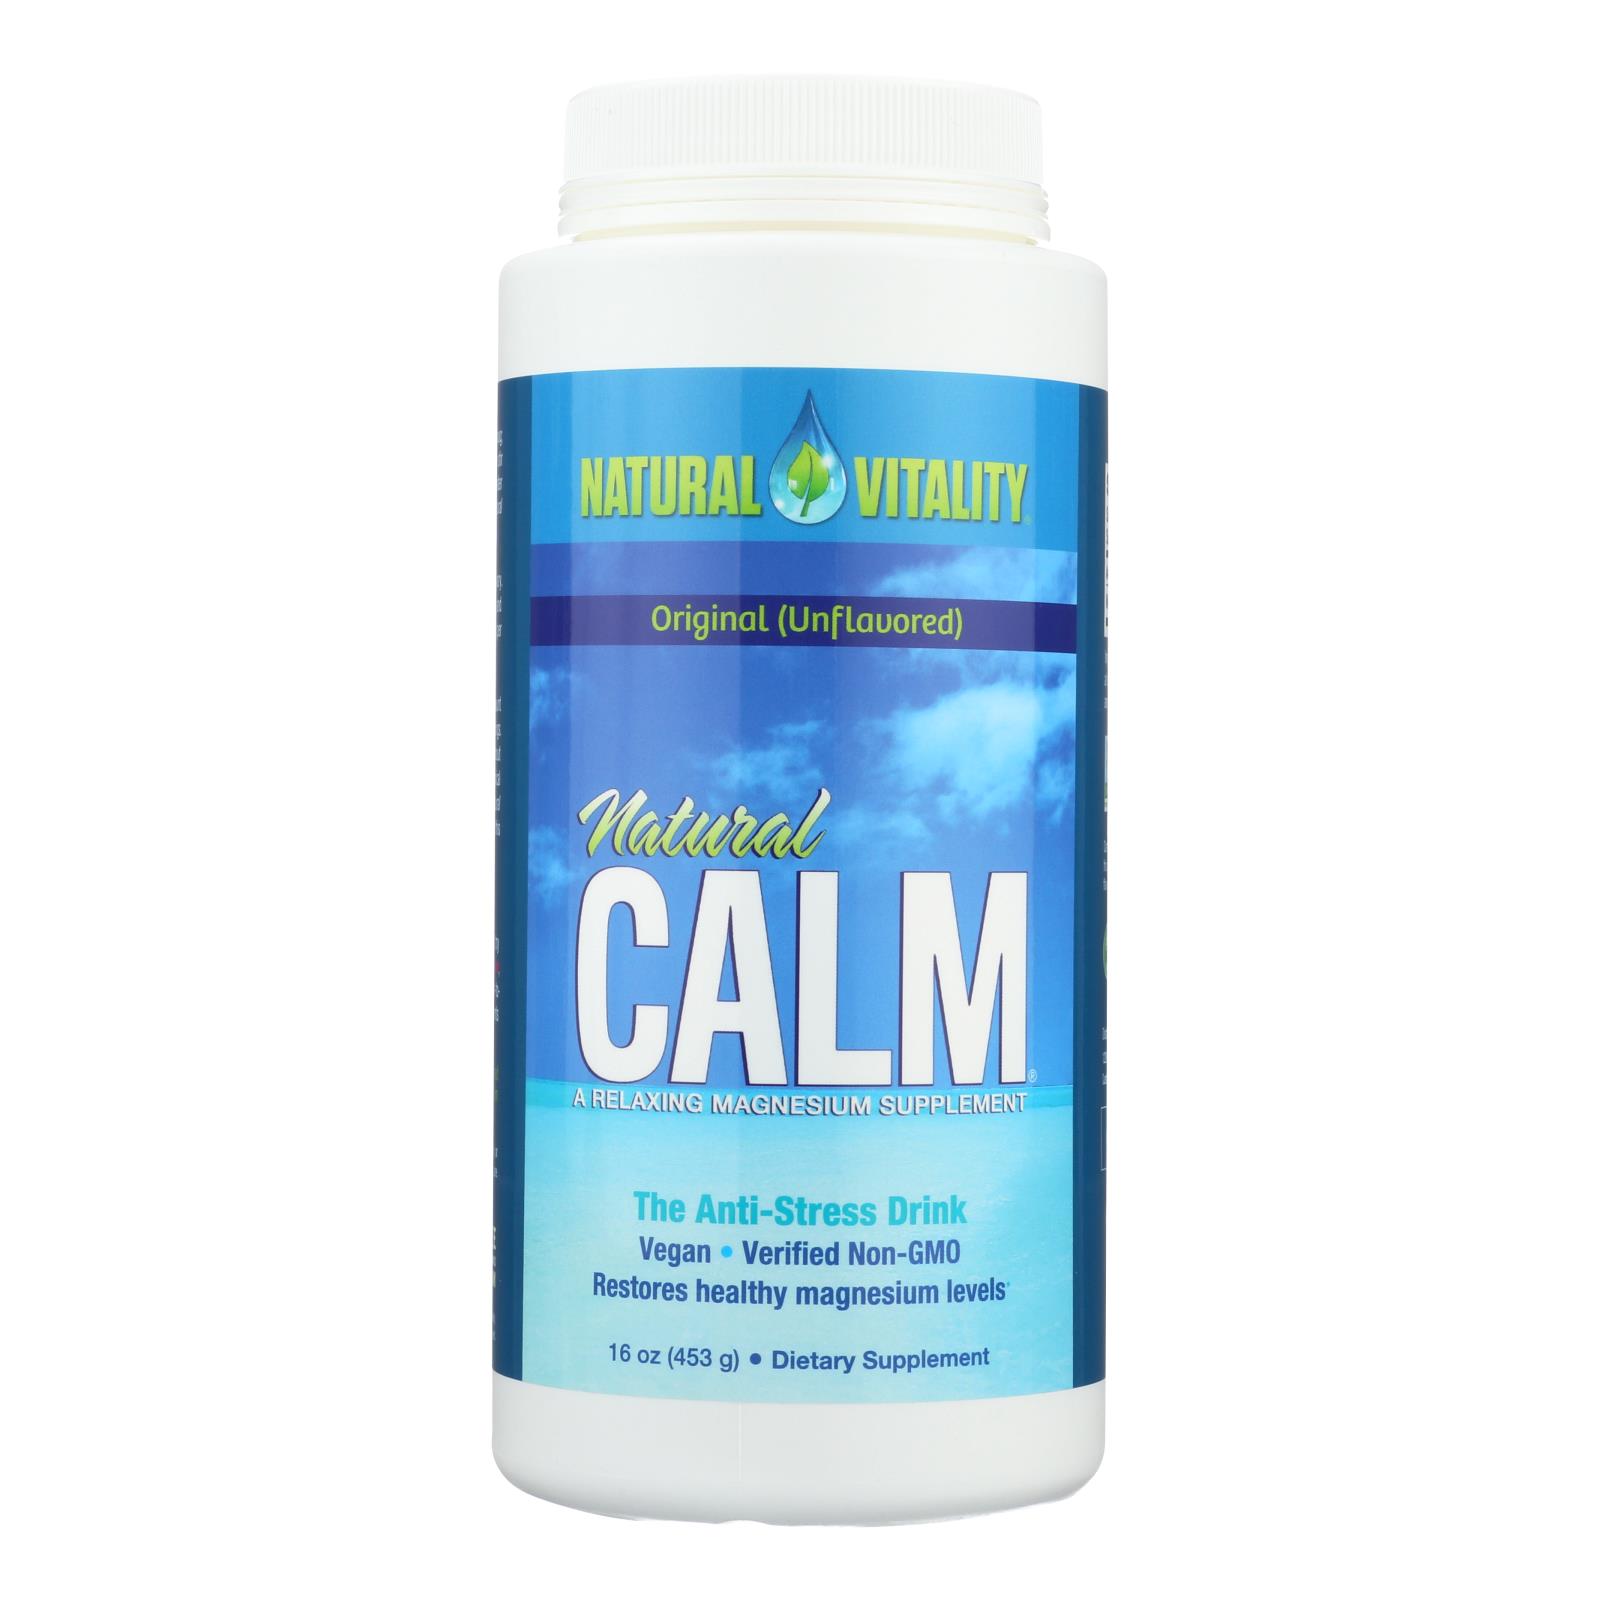 NATURAL VITALITY®
Original (Unflavored)
Natural
CALM®
A RELAXING MAGNESIUM SUPPLEMENT
The Anti-Stress Drink
Vegan • Verified Non-GMO
Restores healthy magnesium levels*
16 oz (453 g) • Dietary Supplement